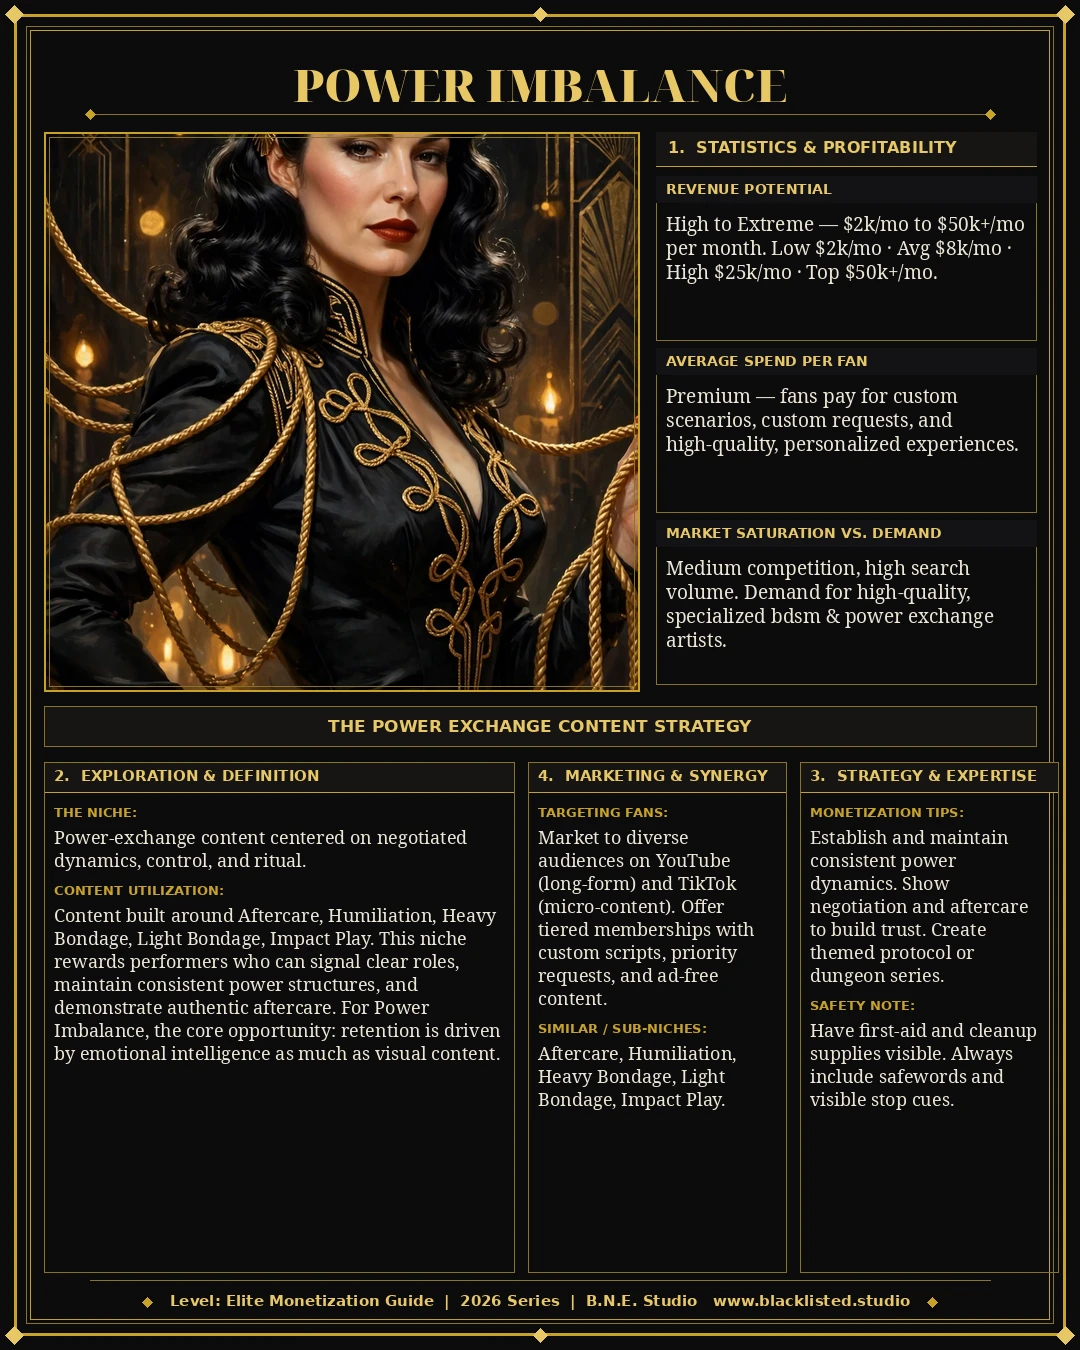 POWER IMBALANCE
1. STATISTICS & PROFITABILITY
REVENUE POTENTIAL
High to Extreme — $2k/mo to $50k+/mo
per month. Low $2k/mo · Avg $8k/mo ·
High $25k/mo · Top $50k+/mo.
AVERAGE SPEND PER FAN
Premium — fans pay for custom
scenarios, custom requests, and
high-quality, personalized experiences.
MARKET SATURATION VS. DEMAND
Medium competition, high search
volume. Demand for high-quality,
specialized bdsm & power exchange
artists.
THE POWER EXCHANGE CONTENT STRATEGY
2. EXPLORATION & DEFINITION
THE NICHE:
Power-exchange content centered on negotiated
dynamics, control, and ritual.
CONTENT UTILIZATION:
Content built around Aftercare, Humiliation, Heavy
Bondage, Light Bondage, Impact Play. This niche
rewards performers who can signal clear roles,
maintain consistent power structures, and
demonstrate authentic aftercare. For Power
Imbalance, the core opportunity: retention is driven
by emotional intelligence as much as visual content.
4. MARKETING & SYNERGY
TARGETING FANS:
Market to diverse
audiences on YouTube
(long-form) and TikTok
(micro-content). Offer
tiered memberships with
custom scripts, priority
requests, and ad-free
content.
SIMILAR / SUB-NICHES:
Aftercare, Humiliation,
Heavy Bondage, Light
Bondage, Impact Play.
3. STRATEGY & EXPERTISE
MONETIZATION TIPS:
Establish and maintain
consistent power
dynamics. Show
negotiation and aftercare
to build trust. Create
themed protocol or
dungeon series.
SAFETY NOTE:
Have first-aid and cleanup
supplies visible. Always
include safewords and
visible stop cues.
Level: Elite Monetization Guide | 2026 Series | B.N.E. Studio www.blacklisted.studio